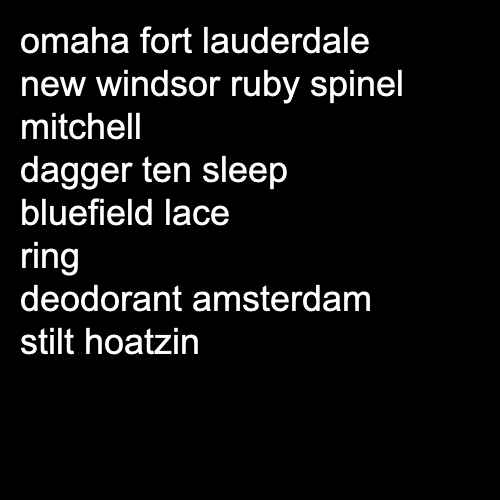 omaha fort lauderdale
new windsor ruby spinel
mitchell
dagger ten sleep
bluefield lace
ring
deodorant amsterdam
stilt hoatzin